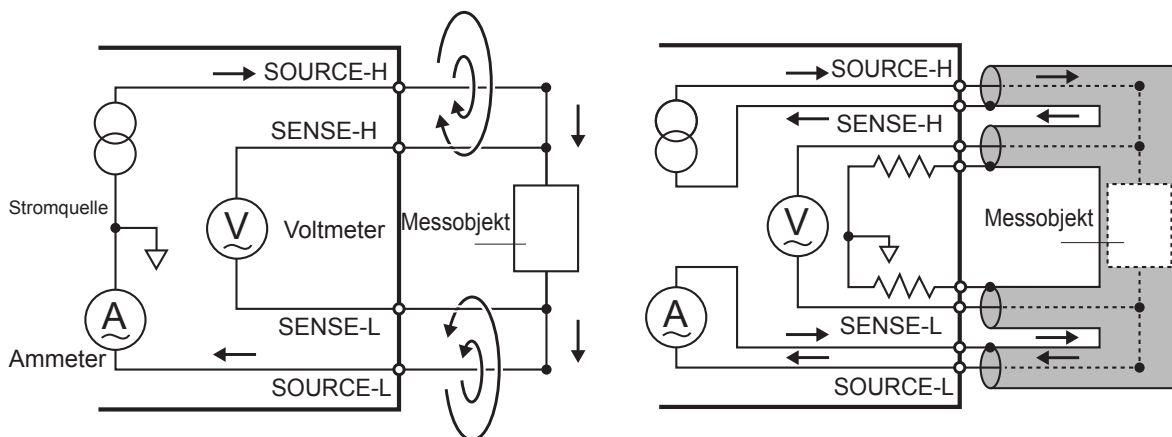 SOURCE-H
SENSE-H
Stromquelle
V
Voltmeter
Messobjekt
A
SENSE-L
Ammeter
SOURCE-L
SOURCE-H
SENSE-H
V
Messobjekt
A
SENSE-L
SOURCE-L